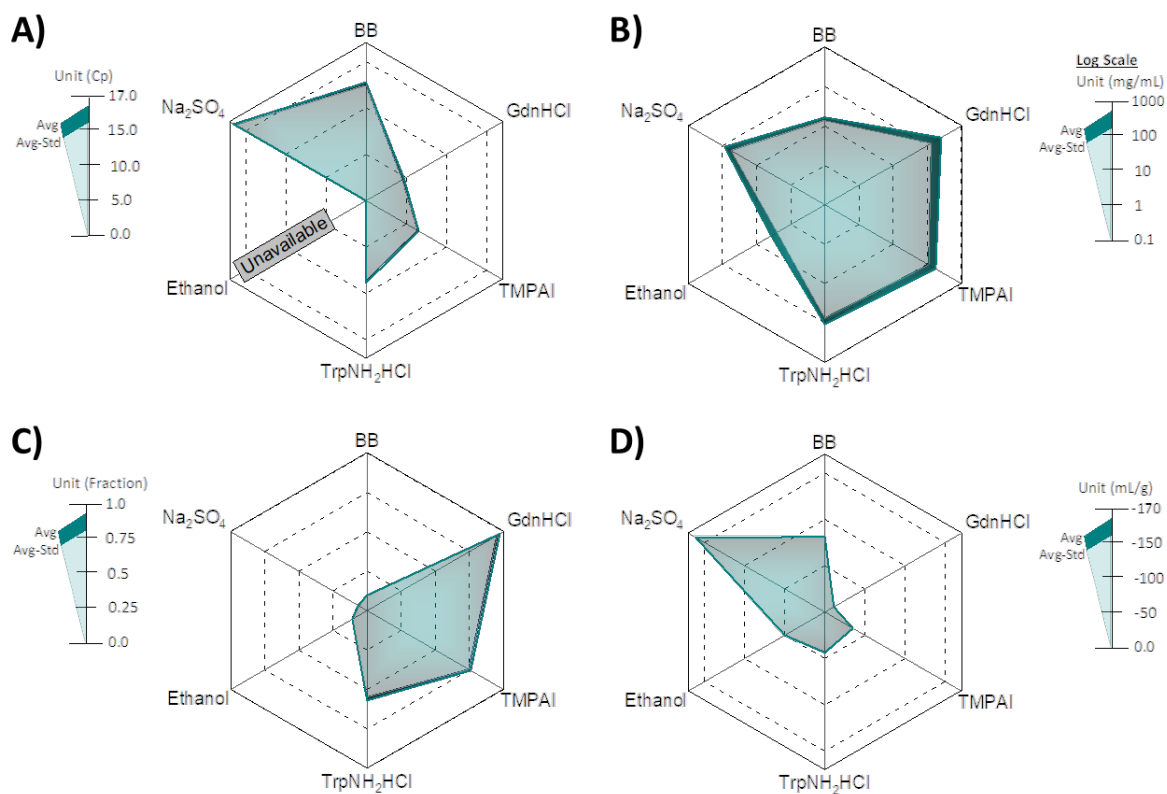 A)
BB
Unit (Cp)
17.0
Avg
15.0
Avg-Std
10.0
5.0
0.0
Na₂SO₄
GdnHCl
Unavailable
Ethanol
TMPAI
TrpNH₂HCl
B)
BB
Log Scale
Unit (mg/mL)
1000
Avg
100
Avg-Std
10
1
0.1
Na₂SO₄
GdnHCl
Ethanol
TMPAI
TrpNH₂HCl
C)
BB
Unit (Fraction)
1.0
Avg
0.75
Avg-Std
0.5
0.25
0.0
Na₂SO₄
GdnHCl
Ethanol
TMPAI
TrpNH₂HCl
D)
BB
Unit (mL/g)
-170
Avg
-150
Avg-Std
-100
-50
0.0
Na₂SO₄
GdnHCl
Ethanol
TMPAI
TrpNH₂HCl